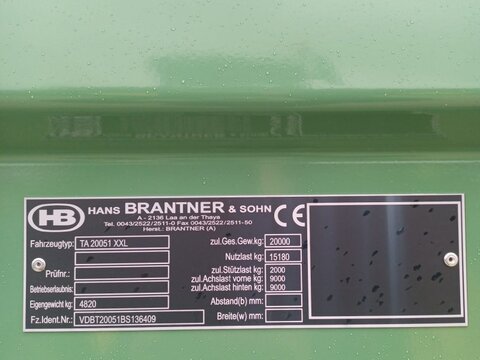 HB HANS BRANTNER & SOHN CE
A - 2136 Laa an der Thaya
Tel. 0043/2522/2511-0 Fax 0043/2522/2511-50
Herst.: BRANTNER (A)
Fahrzeugtyp: TA 20051 XXL
Prüfnr.:
Betriebserlaubnis:
Eigengewicht kg: 4820
Fz.Ident.Nr.: VDBT20051BS136409
zul.Ges.Gew.kg: 20000
Nutzlast kg: 15180
zul.Stützlast kg: 2000
zul.Achslast vorne kg: 9000
zul.Achslast hinten kg: 9000
Abstand(b) mm:
Breite(w) mm: